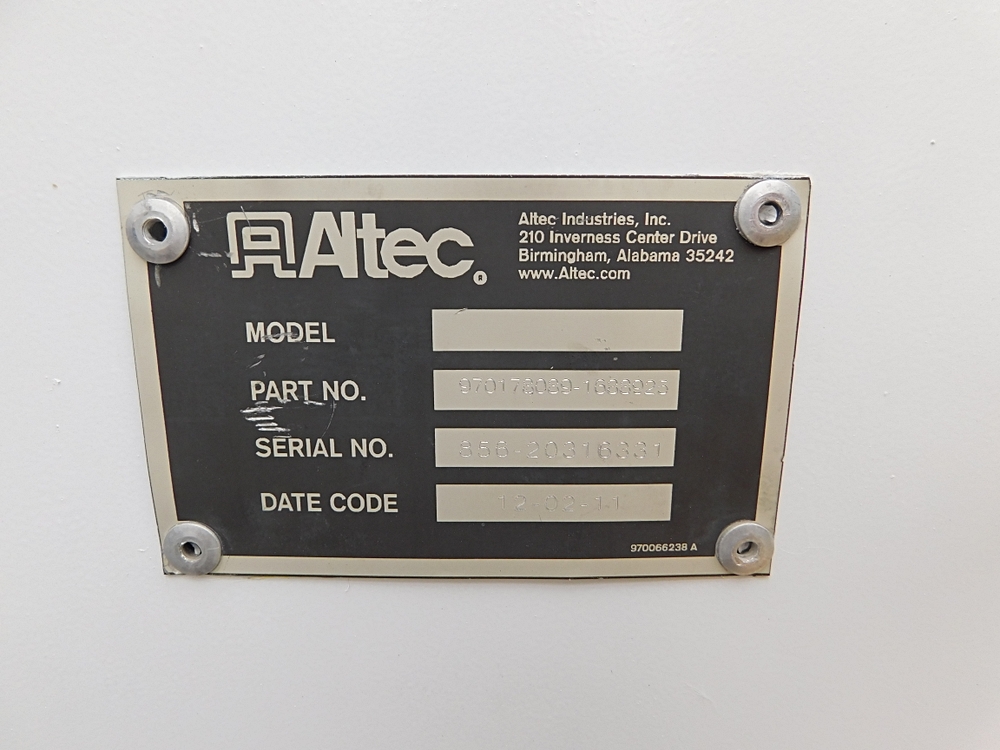 Altec®
Altec Industries, Inc.
210 Inverness Center Drive
Birmingham, Alabama 35242
www.Altec.com
MODEL
PART NO.
SERIAL NO.
DATE CODE
970066238 A